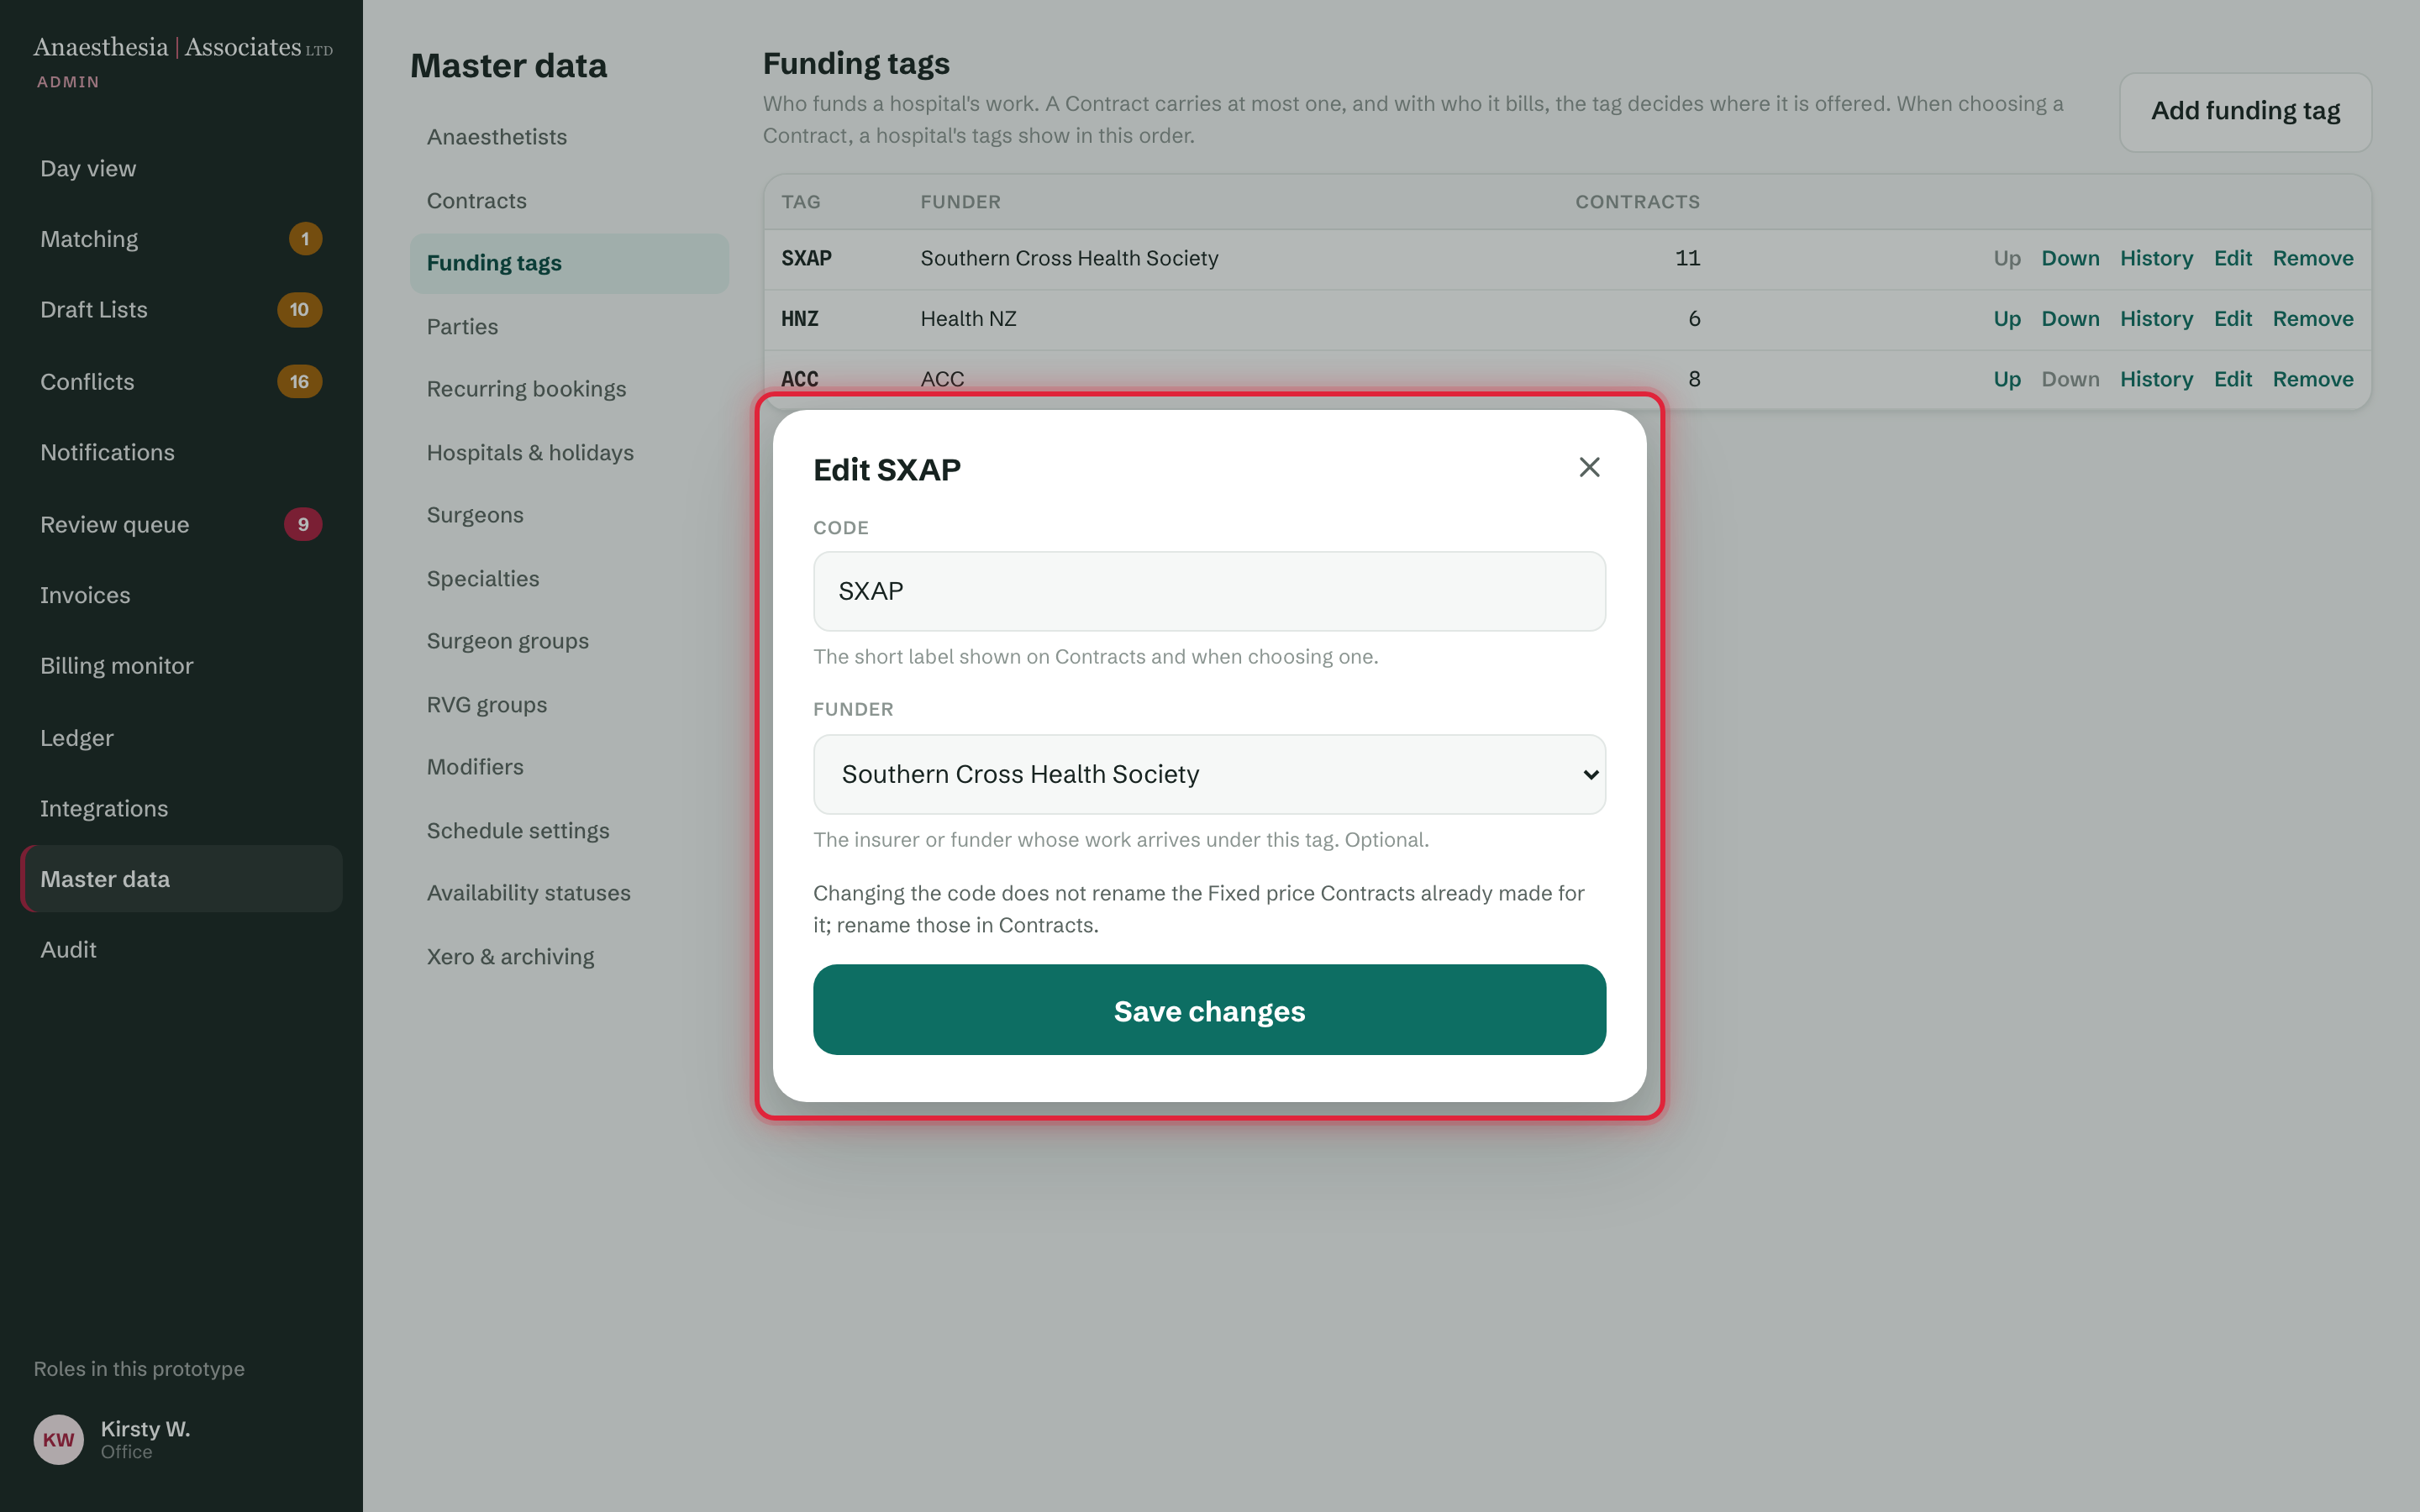 Anaesthesia | Associates LTD
ADMIN
Day view
Matching 1
Draft Lists 10
Conflicts 16
Notifications
Review queue 9
Invoices
Billing monitor
Ledger
Integrations
Master data
Audit
Roles in this prototype
KW
Kirsty W.
Office
Master data
Anaesthetists
Contracts
Funding tags
Parties
Recurring bookings
Hospitals & holidays
Surgeons
Specialties
Surgeon groups
RVG groups
Modifiers
Schedule settings
Availability statuses
Xero & archiving
Funding tags
Who funds a hospital's work. A Contract carries at most one, and with who it bills, the tag decides where it is offered. When choosing a
Contract, a hospital's tags show in this order.
Add funding tag
TAG FUNDER CONTRACTS
SXAP Southern Cross Health Society 11 Up Down History Edit Remove
HNZ Health NZ 6 Up Down History Edit Remove
ACC ACC 8 Up Down History Edit Remove
Edit SXAP
CODE
SXAP
The short label shown on Contracts and when choosing one.
FUNDER
Southern Cross Health Society
The insurer or funder whose work arrives under this tag. Optional.
Changing the code does not rename the Fixed price Contracts already made for
it; rename those in Contracts.
Save changes